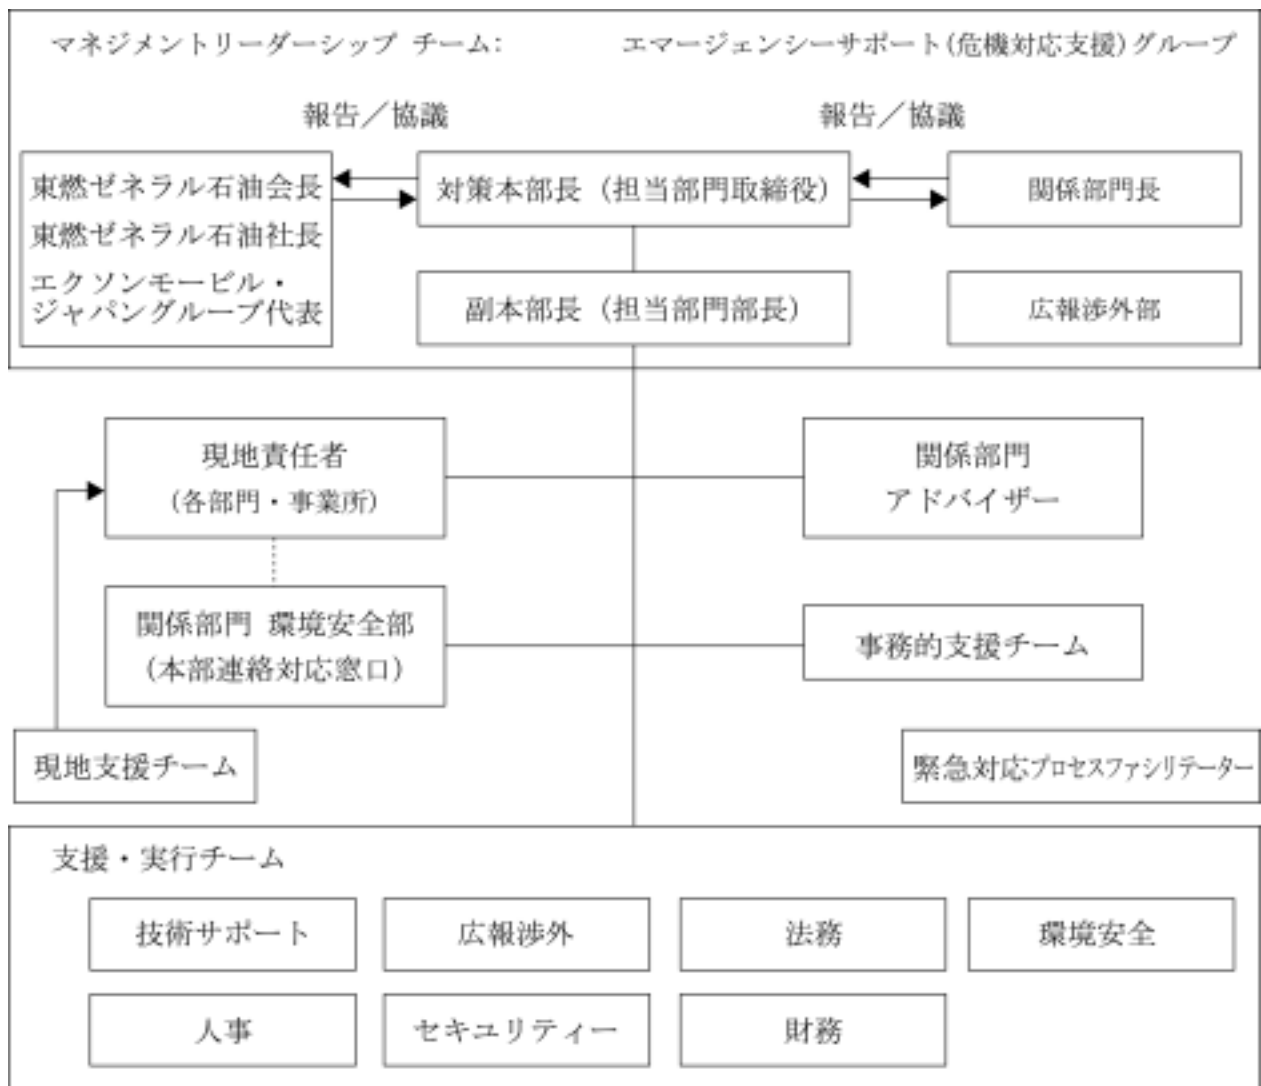 マネジメントリーダーシップ チーム:
エマージェンシーサポート(危機対応支援)グループ
報告／協議
報告／協議
東燃ゼネラル石油会長
東燃ゼネラル石油社長
エクソンモービル・
ジャパングループ代表
対策本部長（担当部門取締役）
関係部門長
副本部長（担当部門部長）
広報渉外部
現地責任者
（各部門・事業所）
関係部門
アドバイザー
関係部門 環境安全部
（本部連絡対応窓口）
事務的支援チーム
現地支援チーム
緊急対応プロセスファシリテーター
支援・実行チーム
技術サポート
広報渉外
法務
環境安全
人事
セキュリティー
財務